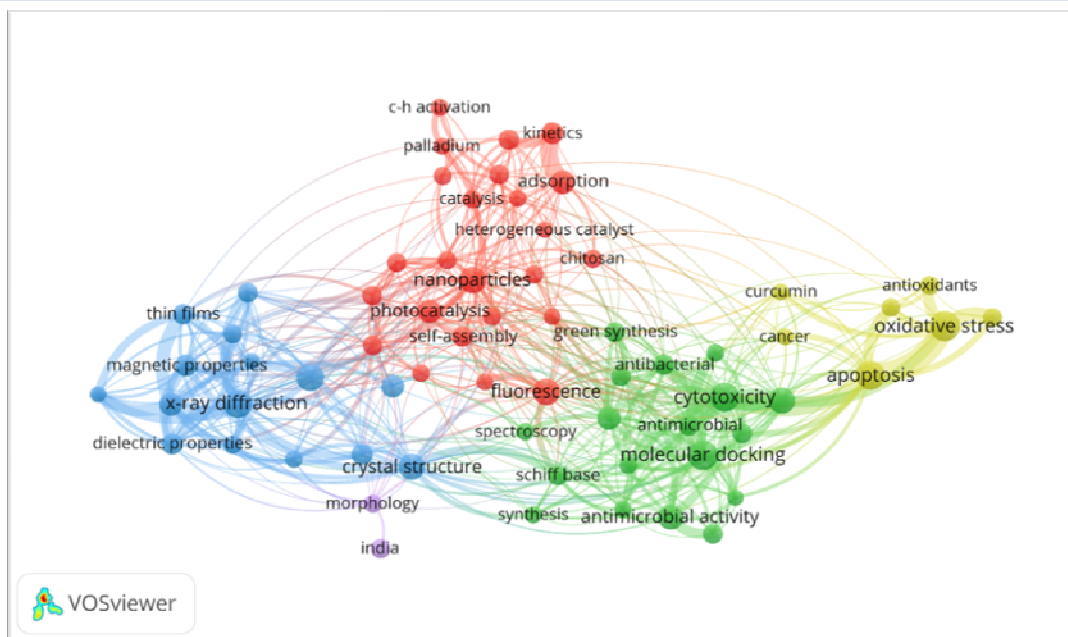 c-h activation
kinetics
palladium
adsorption
catalysis
heterogeneous catalyst
chitosan
nanoparticles
curcumin
antioxidants
thin films
photocatalysis
oxidative stress
self-assembly
green synthesis
cancer
magnetic properties
antibacterial
apoptosis
fluorescence
cytotoxicity
x-ray diffraction
antimicrobial
spectroscopy
dielectric properties
molecular docking
crystal structure
schiff base
morphology
synthesis
antimicrobial activity
india
VOSviewer